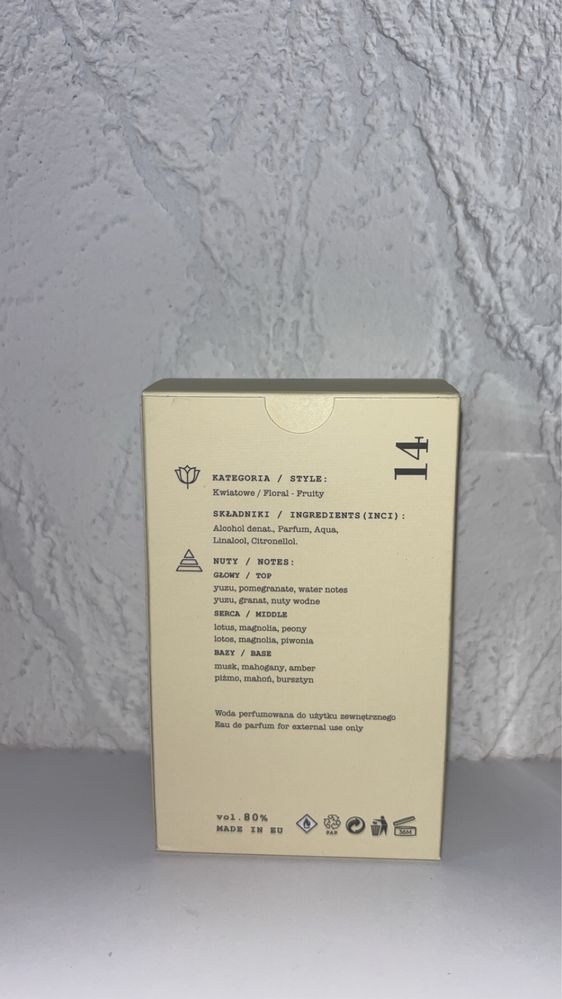 14
KATEGORIA / STYLE:
Kwiatowe / Floral - Fruity
SKŁADNIKI / INGREDIENTS(INCI):
Alcohol denat., Parfum, Aqua,
Linalool, Citronellol.
NUTY / NOTES:
GŁOWY / TOP
yuzu, pomegranate, water notes
yuzu, granat, nuty wodne
SERCA / MIDDLE
lotus, magnolia, peony
lotos, magnolia, piwonia
BAZY / BASE
musk, mahogany, amber
piżmo, mahoń, bursztyn
Woda perfumowana do użytku zewnętrznego
Eau de parfum for external use only
vol.80%
MADE IN EU
PAP
36M